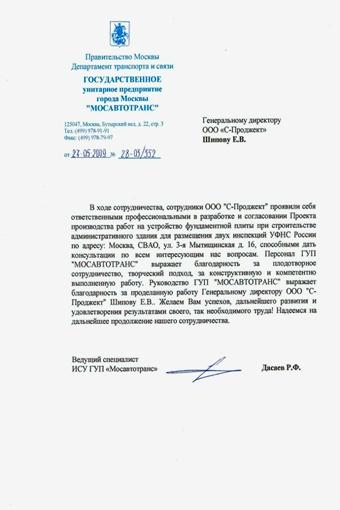 Правительство Москвы
Департамент транспорта и связи
ГОСУДАРСТВЕННОЕ
унитарное предприятие
города Москвы
"МОСАВТОТРАНС"
125047, Москва, Бутырский вал, д. 22, стр. 3
Тел. (499) 978-91-91
Факс: (499) 978-79-97
от 27.05.2009 № 28-05/552
Генеральному директору
ООО «С-Проджект»
Шипову Е.В.
В ходе сотрудничества, сотрудники ООО "С-Проджект" проявили себя
ответственными профессиональными в разработке и согласовании Проекта
производства работ на устройство фундаментной плиты при строительстве
административного здания для размещения двух инспекций УФНС России
по адресу: Москва, СВАО, ул. 3-я Мытищинская д. 16, способными дать
консультации по всем интересующим нас вопросам. Персонал ГУП
"МОСАВТОТРАНС" выражает благодарность за плодотворное
сотрудничество, творческий подход, за конструктивную и компетентно
выполненную работу. Руководство ГУП "МОСАВТОТРАНС" выражает
благодарность за проделанную работу Генеральному директору ООО "С-
Проджект" Шипову Е.В.. Желаем Вам успехов, дальнейшего развития и
удовлетворения результатами своего, так необходимого труда! Надеемся на
дальнейшее продолжение нашего сотрудничества.
Ведущий специалист
ИСУ ГУП «Мосавтотранс»
Дасаев Р.Ф.